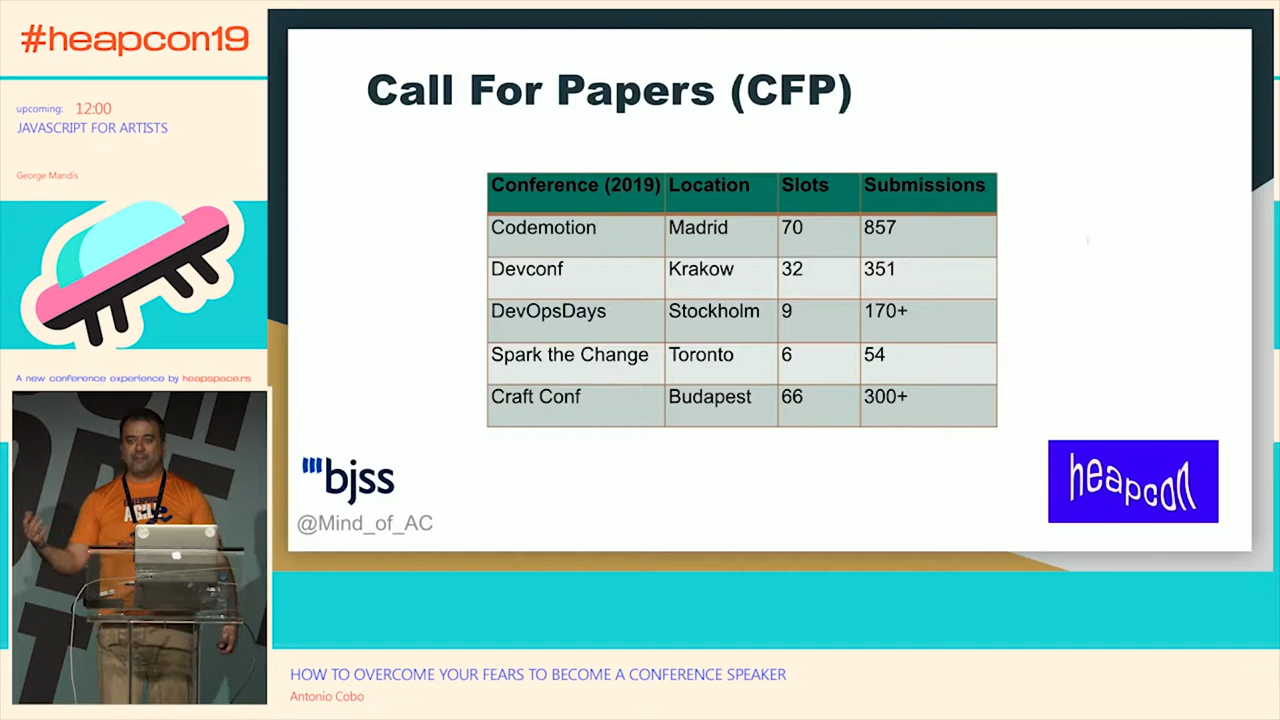 #heapcon19
upcoming: 12:00
JAVASCRIPT FOR ARTISTS
George Mandis
A new conference experience by heapspace.rs
Call For Papers (CFP)
Conference (2019) Location Slots Submissions
Codemotion Madrid 70 857
Devconf Krakow 32 351
DevOpsDays Stockholm 9 170+
Spark the Change Toronto 6 54
Craft Conf Budapest 66 300+
bjss
@Mind_of_AC
heapcon
HOW TO OVERCOME YOUR FEARS TO BECOME A CONFERENCE SPEAKER
Antonio Cobo